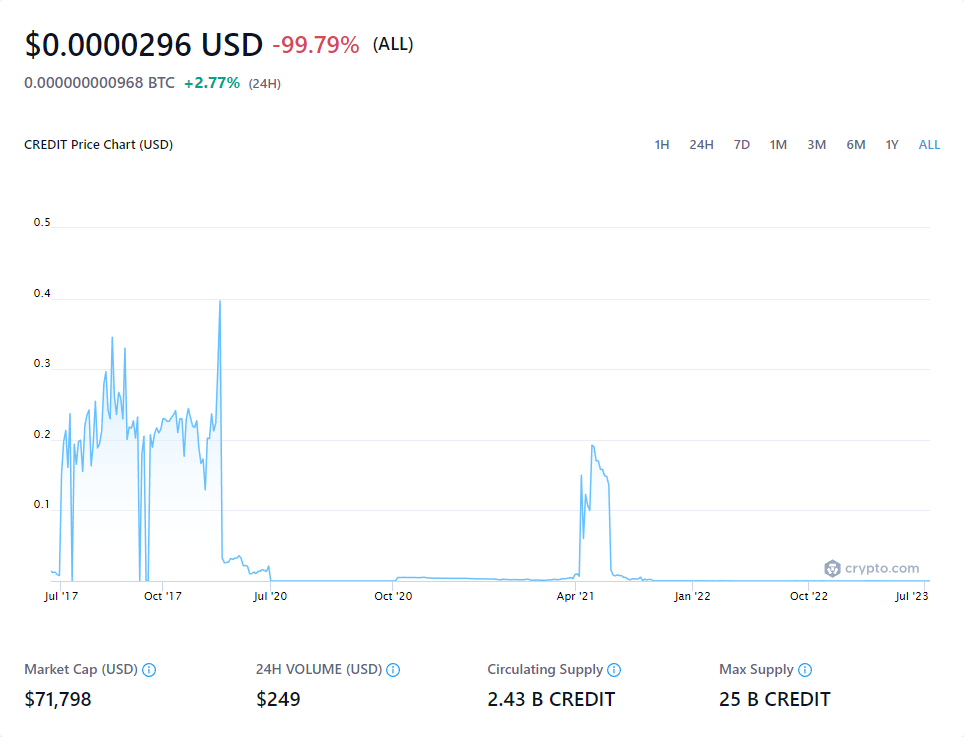 $0.0000296 USD -99.79% (ALL)
0.000000000968 BTC +2.77% (24H)
CREDIT Price Chart (USD) 1H 24H 7D 1M 3M 6M 1Y ALL
0.5
0.4
0.3
0.2
0.1
crypto.com
Jul '17 Oct '17 Jul '20 Oct '20 Apr '21 Jan '22 Oct '22 Jul '23
Market Cap (USD) 24H VOLUME (USD) Circulating Supply Max Supply
$71,798 $249 2.43 B CREDIT 25 B CREDIT